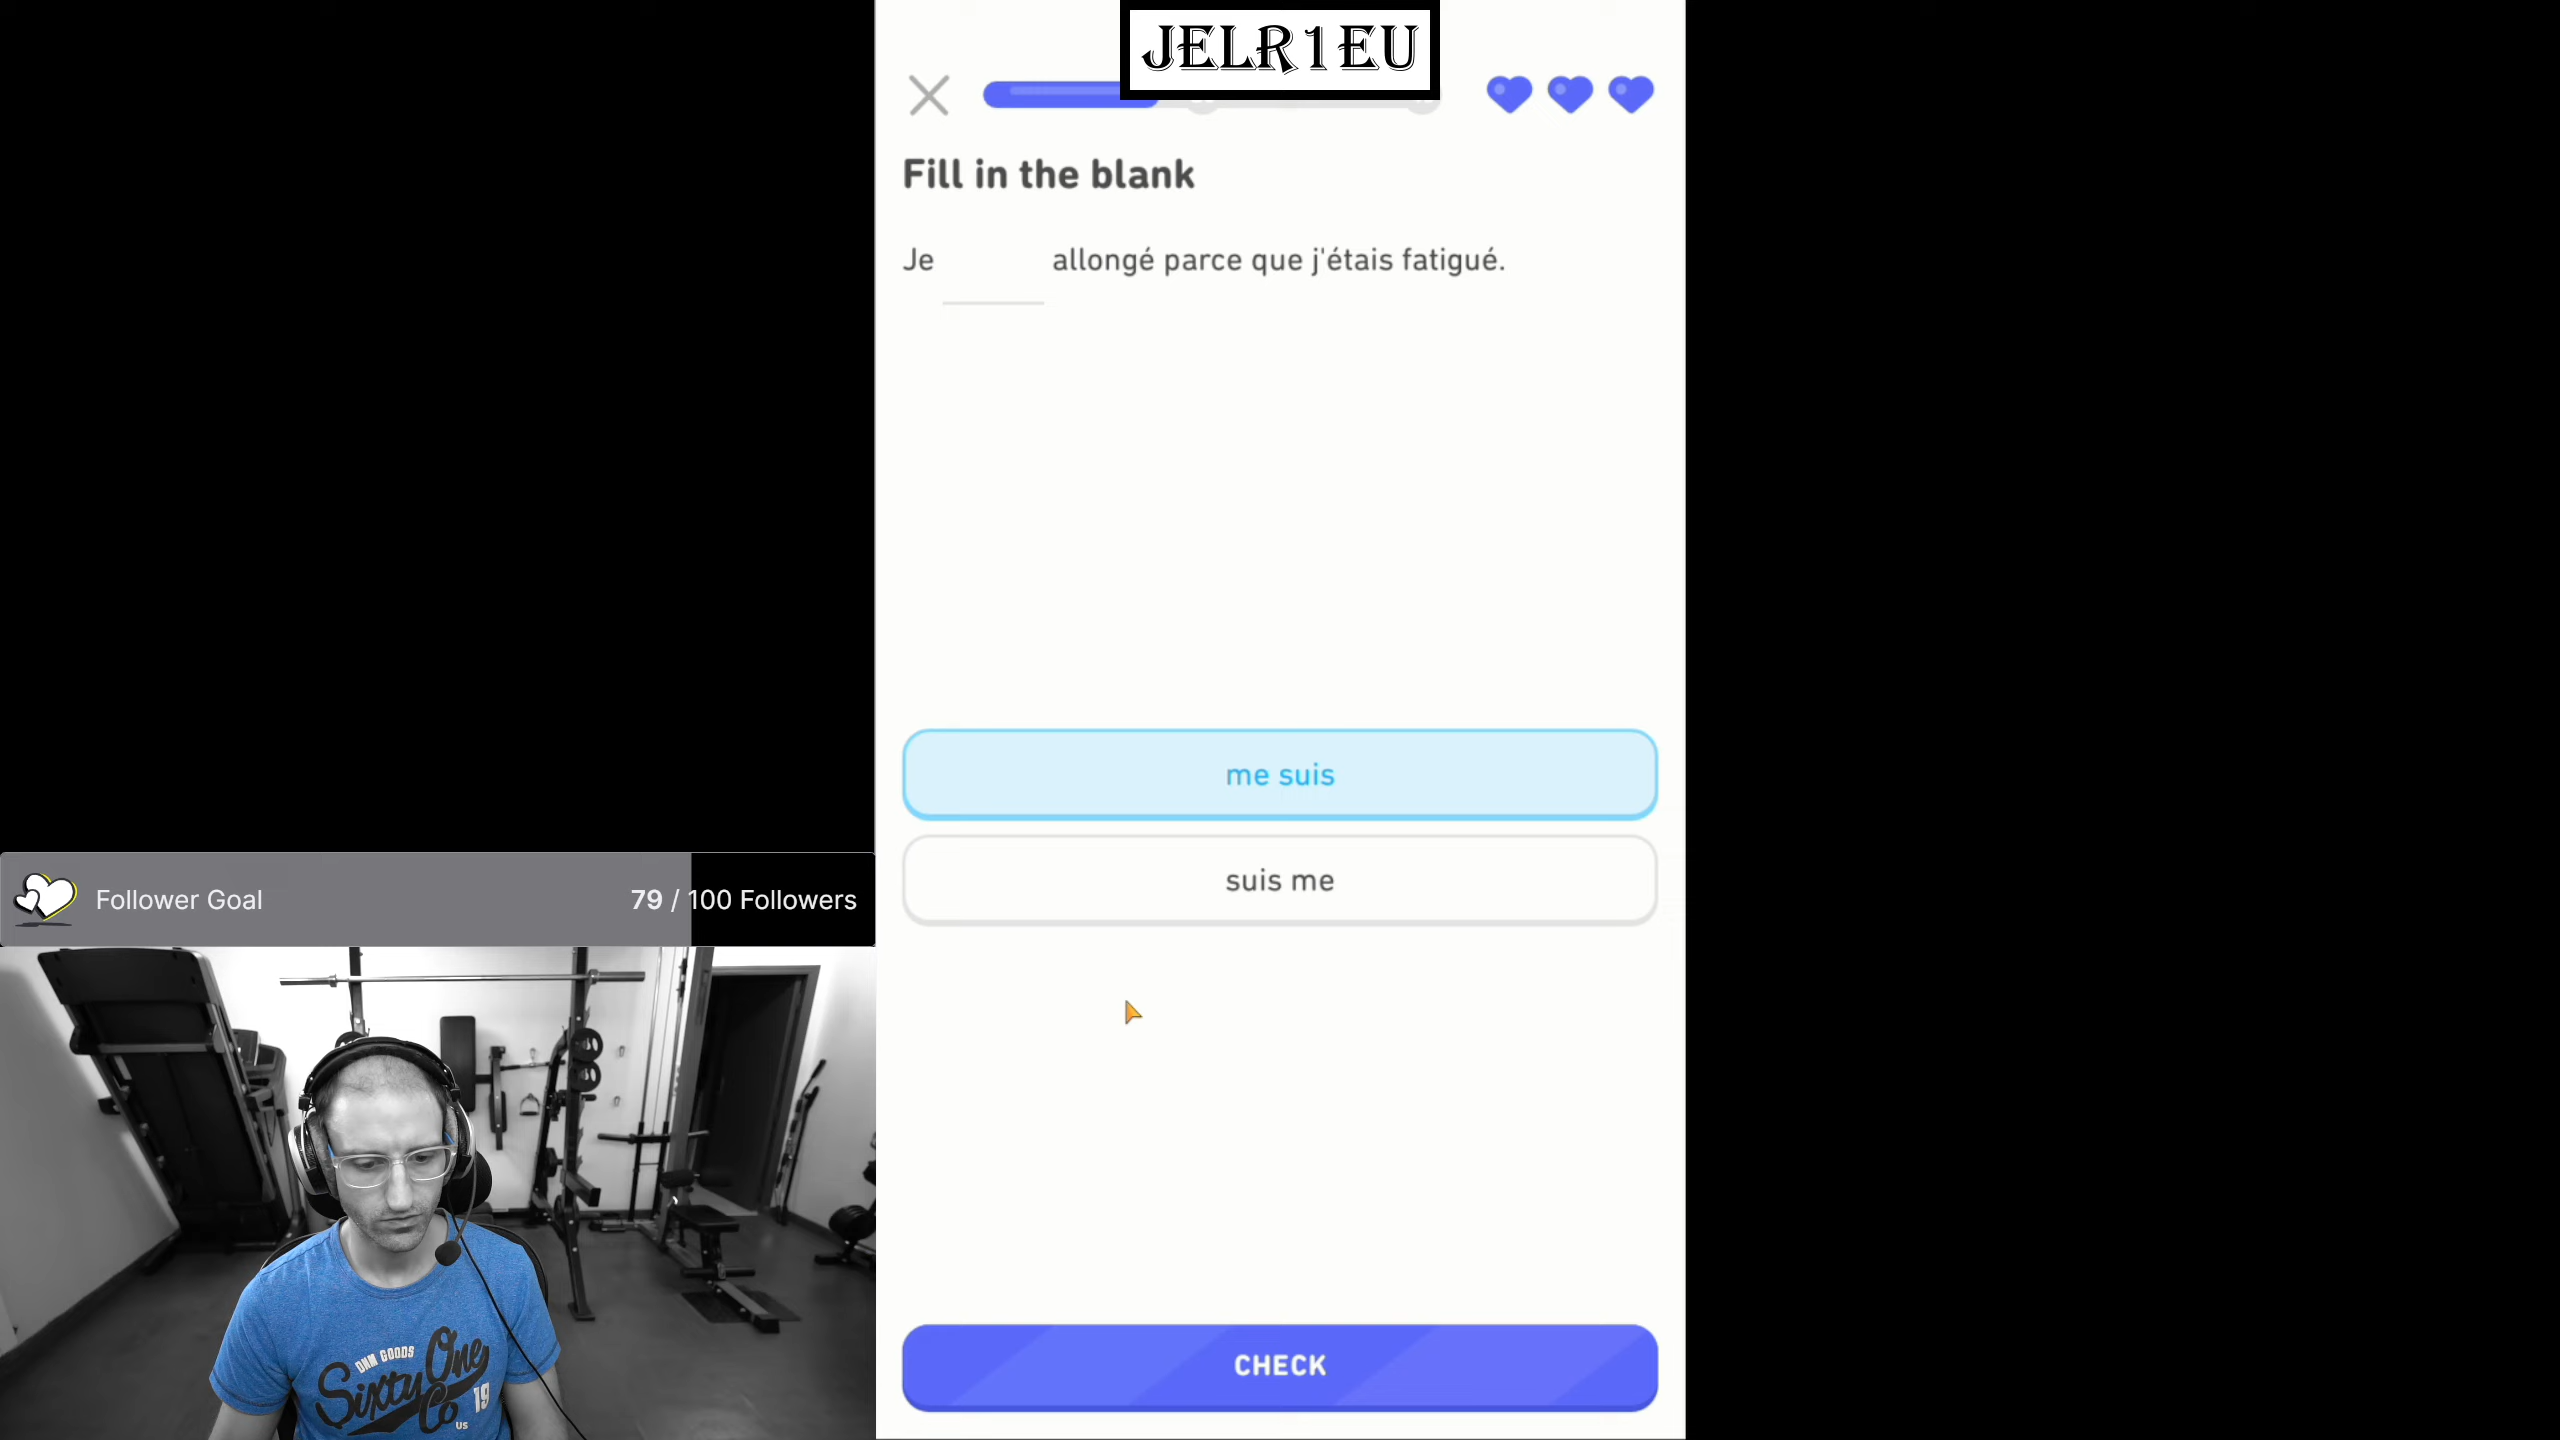 JELR1EU
Fill in the blank
Je allongé parce que j'étais fatigué.
me suis
suis me
Follower Goal
79 / 100 Followers
DNM GOODS
Sixty One
Co
19
US
CHECK